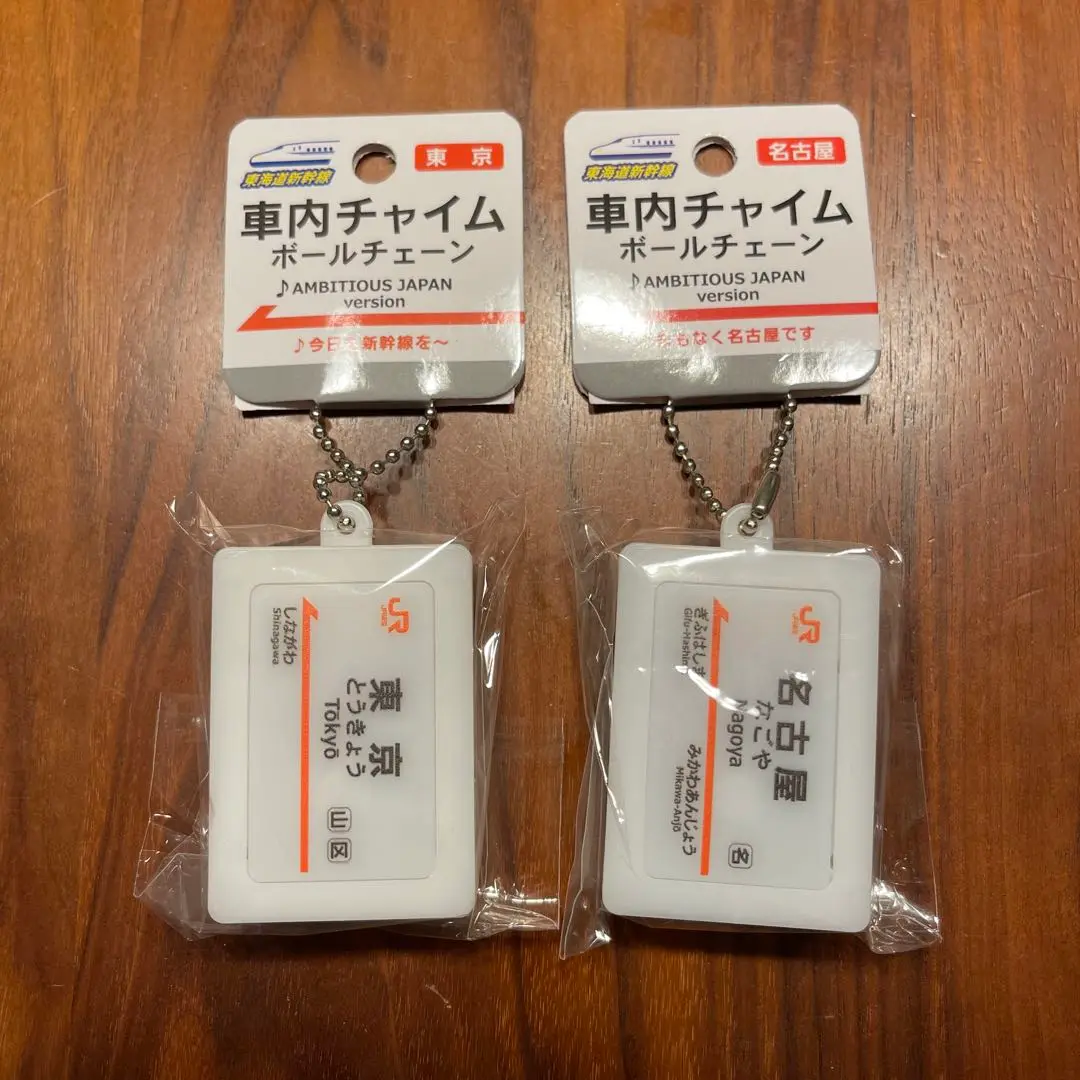 東海道新幹線
東京
車内チャイム
ボールチェーン
♪AMBITIOUS JAPAN
version
♪今日 新幹線を～
JR
しながわ
Shinagawa
東京
とうきょう
Tōkyō
山 区
東海道新幹線
名古屋
車内チャイム
ボールチェーン
♪AMBITIOUS JAPAN
version
もなく名古屋です
JR
名古屋
なごや
Nagoya
名
ぎふはしま
Gifu-Hashim
みかわあんじょう
Mikawa-Anjō